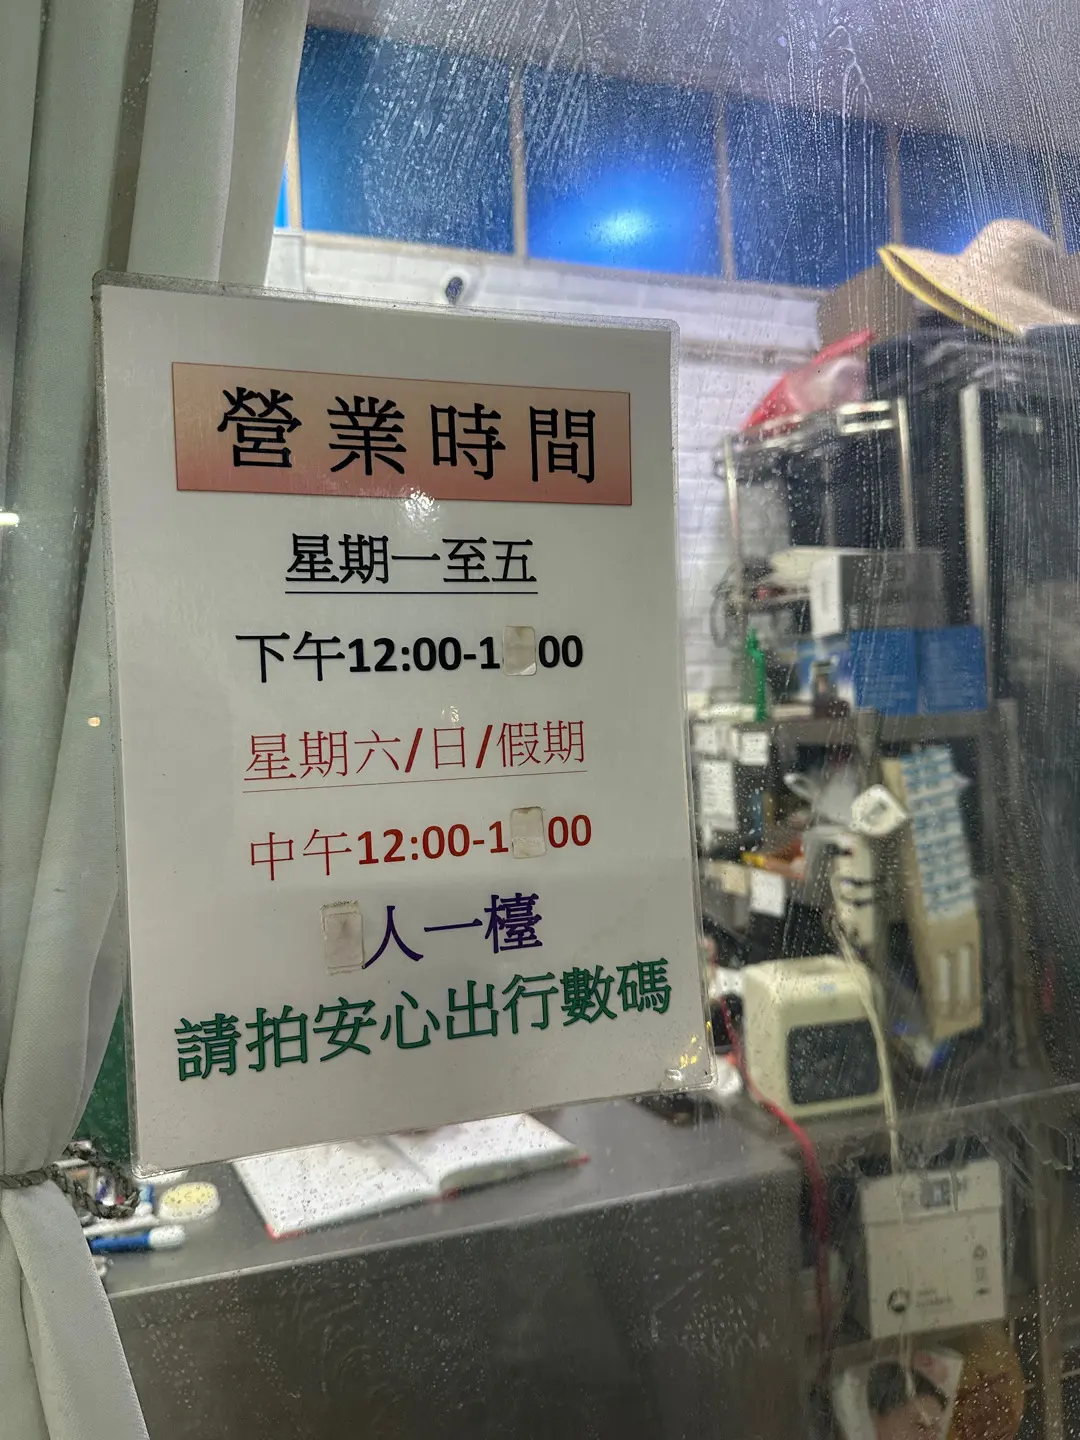 營業時間
星期一至五
下午12:00-1 00
星期六/日/假期
中午12:00-1 00
人一檯
請拍安心出行數碼